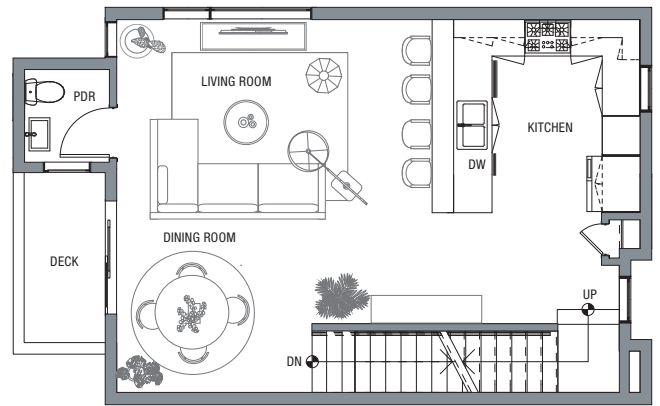 PDR
LIVING ROOM
KITCHEN
DW
DINING ROOM
DECK
UP
DN